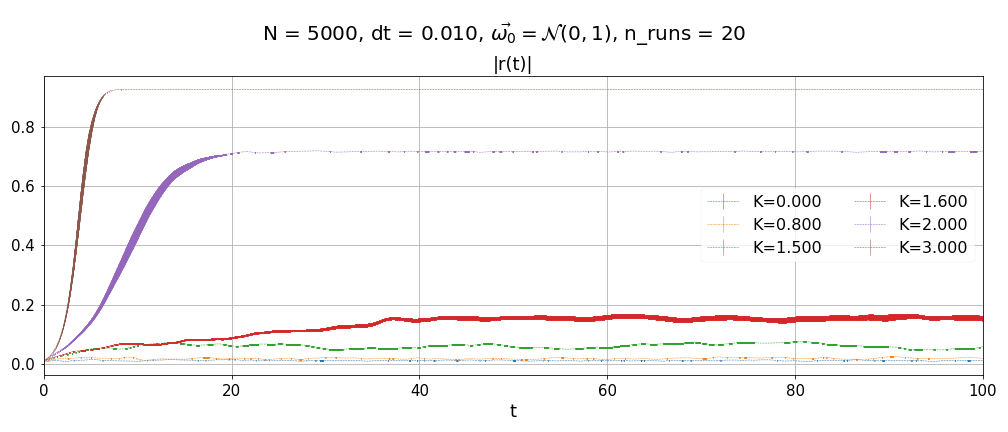 N = 5000, dt = 0.010, $\vec{\omega_0} = \mathcal{N}(0, 1)$, n_runs = 20
|r(t)|
0.8
0.6
0.4
0.2
0.0
K=0.000
K=0.800
K=1.500
K=1.600
K=2.000
K=3.000
0
20
40
60
80
100
t